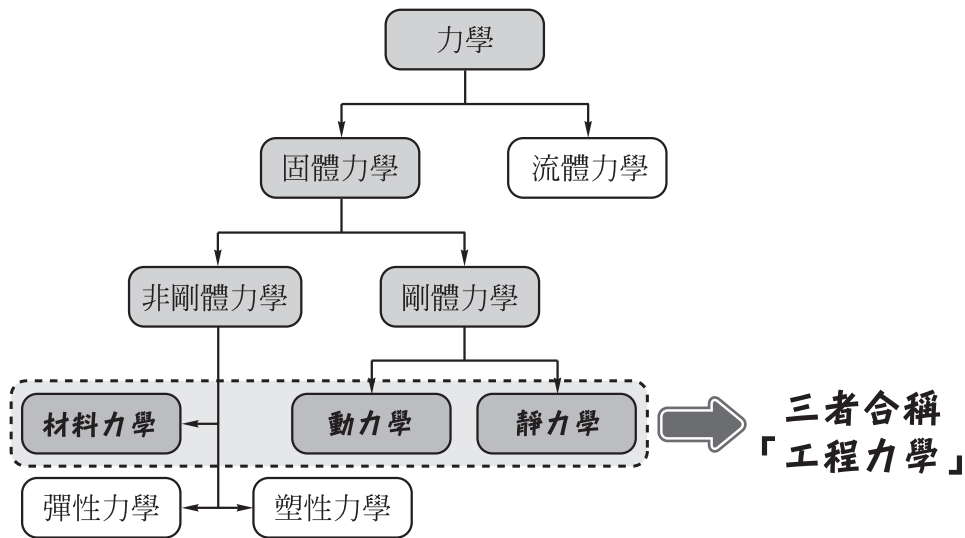 力學
固體力學
流體力學
非剛體力學
剛體力學
材料力學
動力學
靜力學
三者合稱
「工程力學」
彈性力學
塑性力學